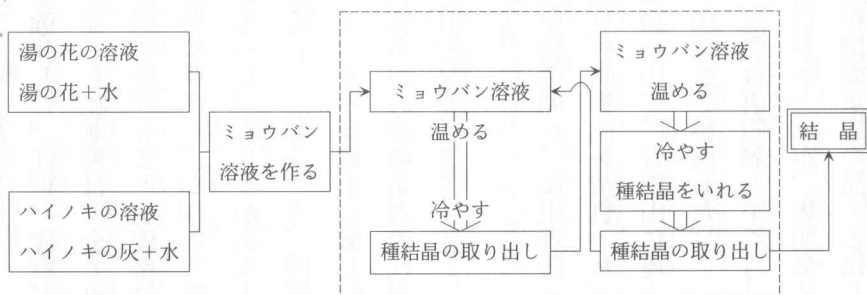 湯の花の溶液
湯の花＋水
ハイノキの溶液
ハイノキの灰＋水
ミョウバン
溶液を作る
ミョウバン溶液
温める
冷やす
種結晶の取り出し
ミョウバン溶液
温める
冷やす
種結晶をいれる
種結晶の取り出し
結　晶